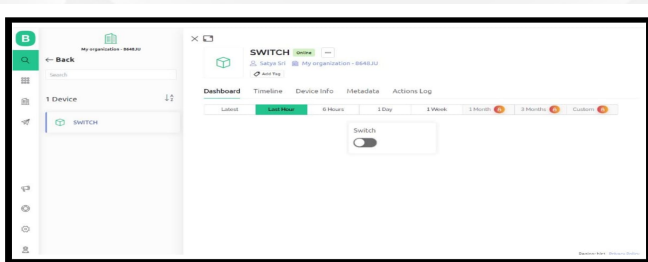 B
My organization - 8648JU
← Back
Search
1 Device
SWITCH
SWITCH Online ...
Satya Sri My organization - 8648JU
Add Tag
Dashboard Timeline Device Info Metadata Actions Log
Latest Last Hour 6 Hours 1 Day 1 Week 1 Month 3 Months Custom
Switch